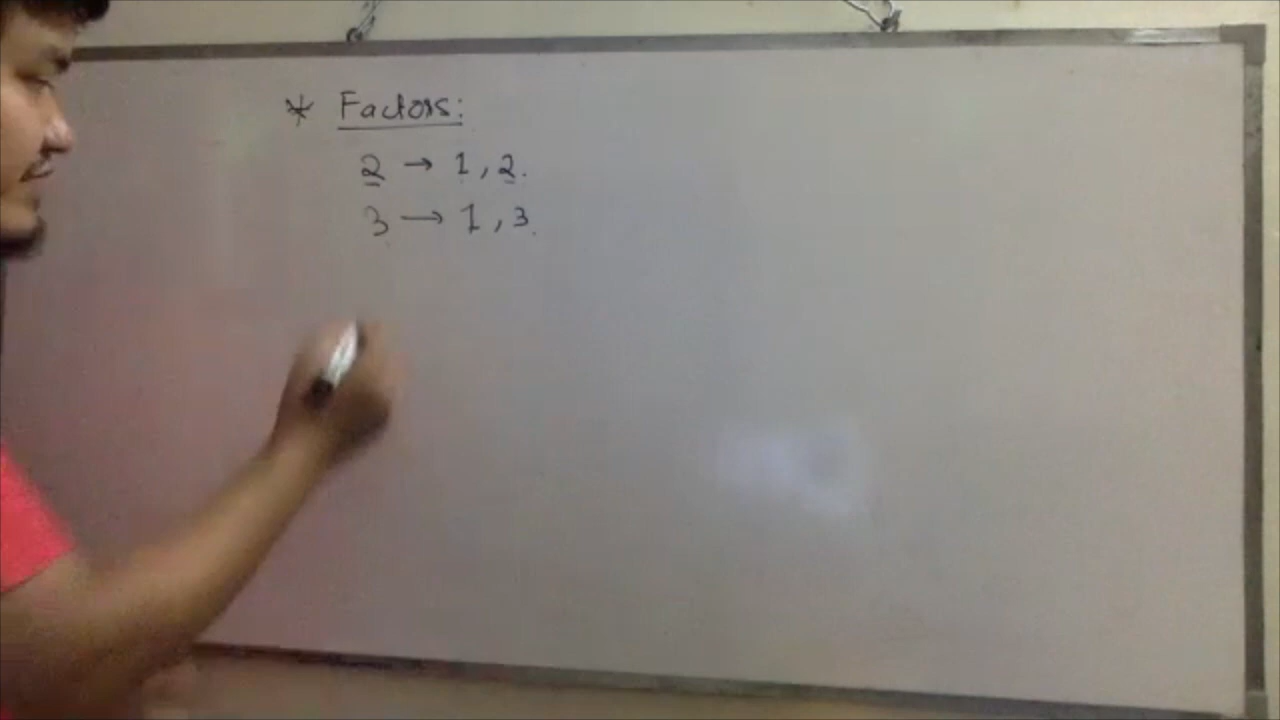 * Factors:
2 → 1, 2.
3 → 1, 3.